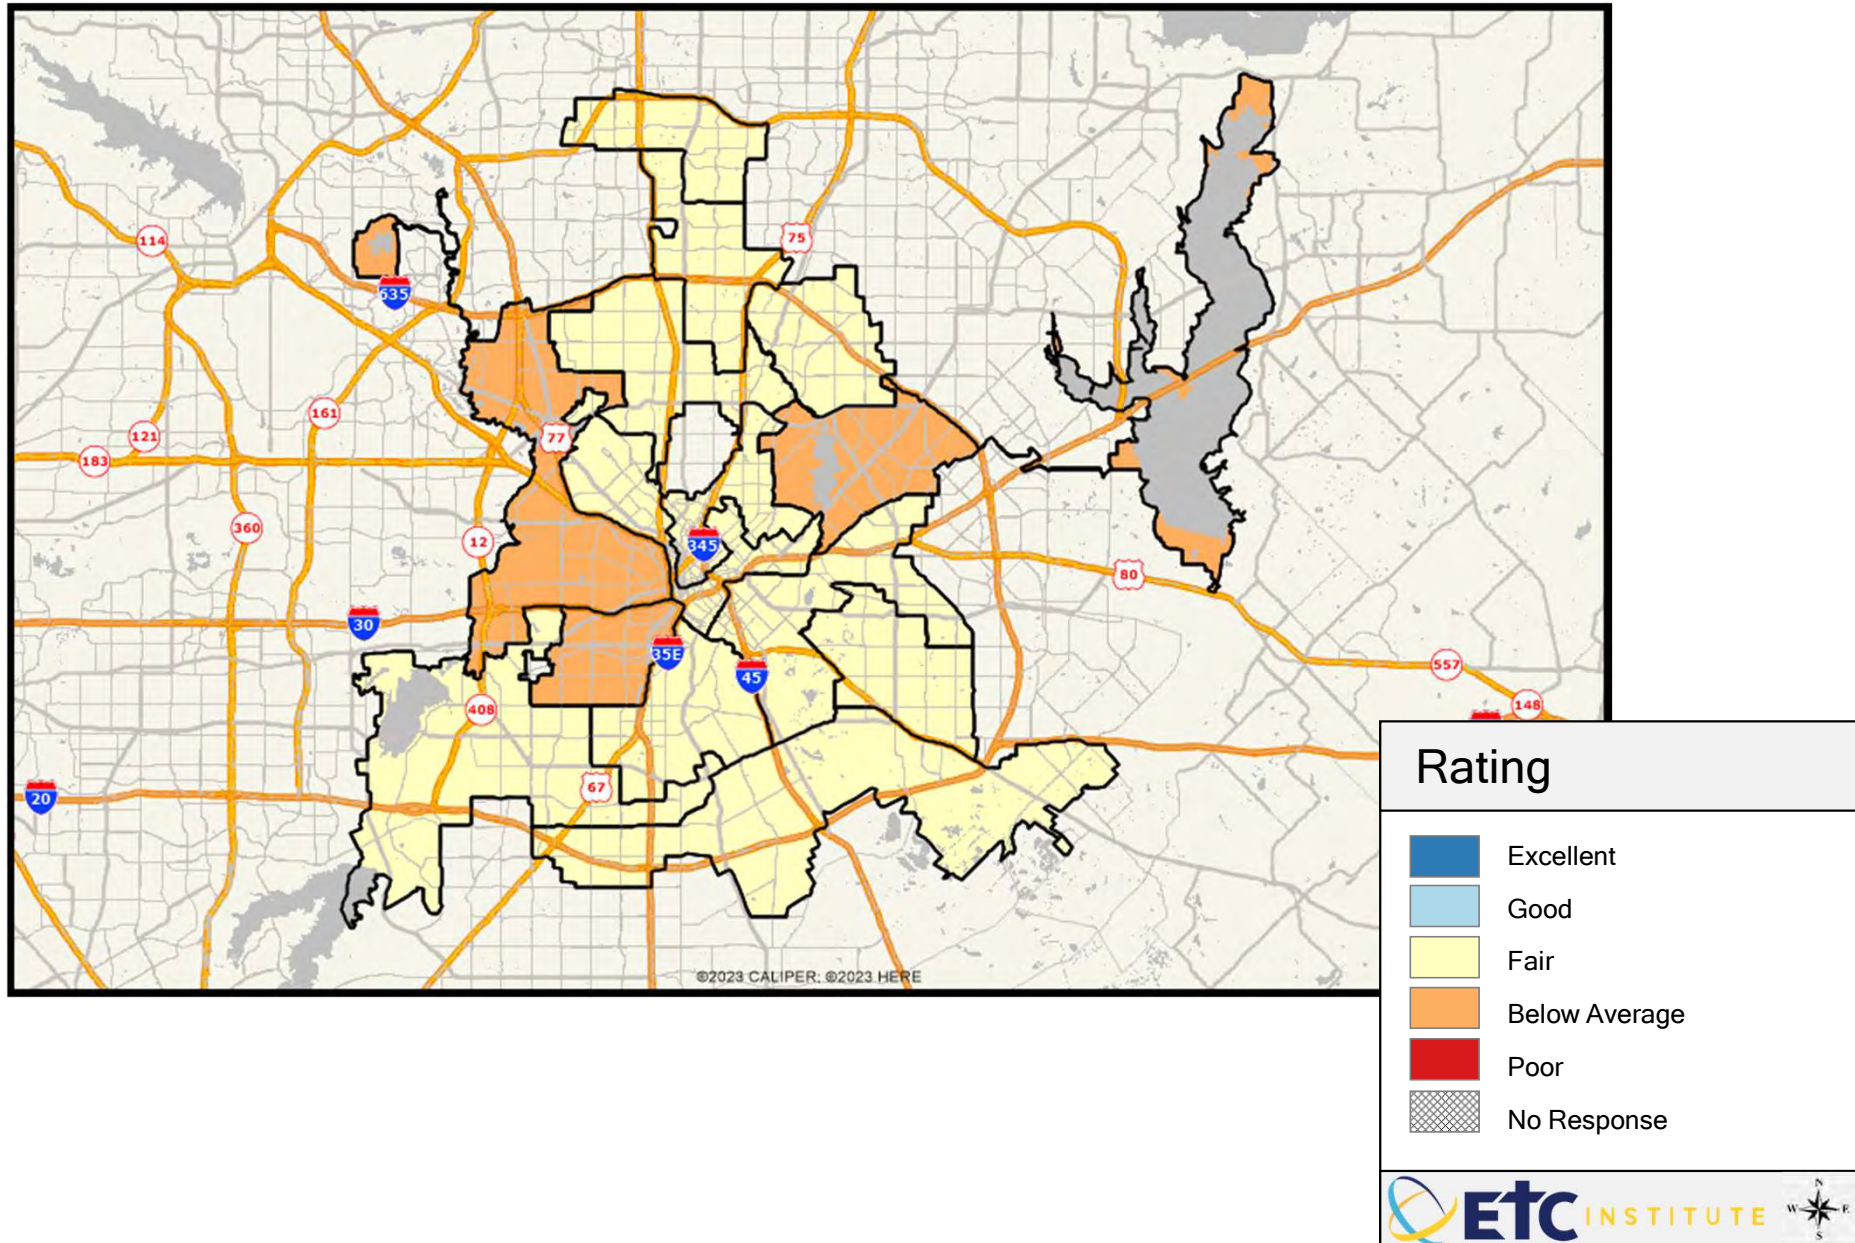 75
114
635
161
121
77
183
360
12
345
80
30
35E
45
557
408
148
67
20
©2023 CALIPER; ©2023 HERE
Rating
Excellent
Good
Fair
Below Average
Poor
No Response
ETC INSTITUTE
N
W E
S